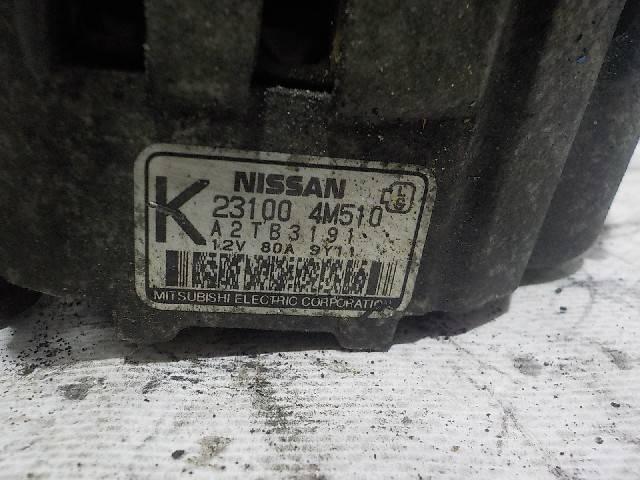 NISSAN
K 23100 4M510
L S
A2TB3191
12V 80A 9Y11
MITSUBISHI ELECTRIC CORPORATION